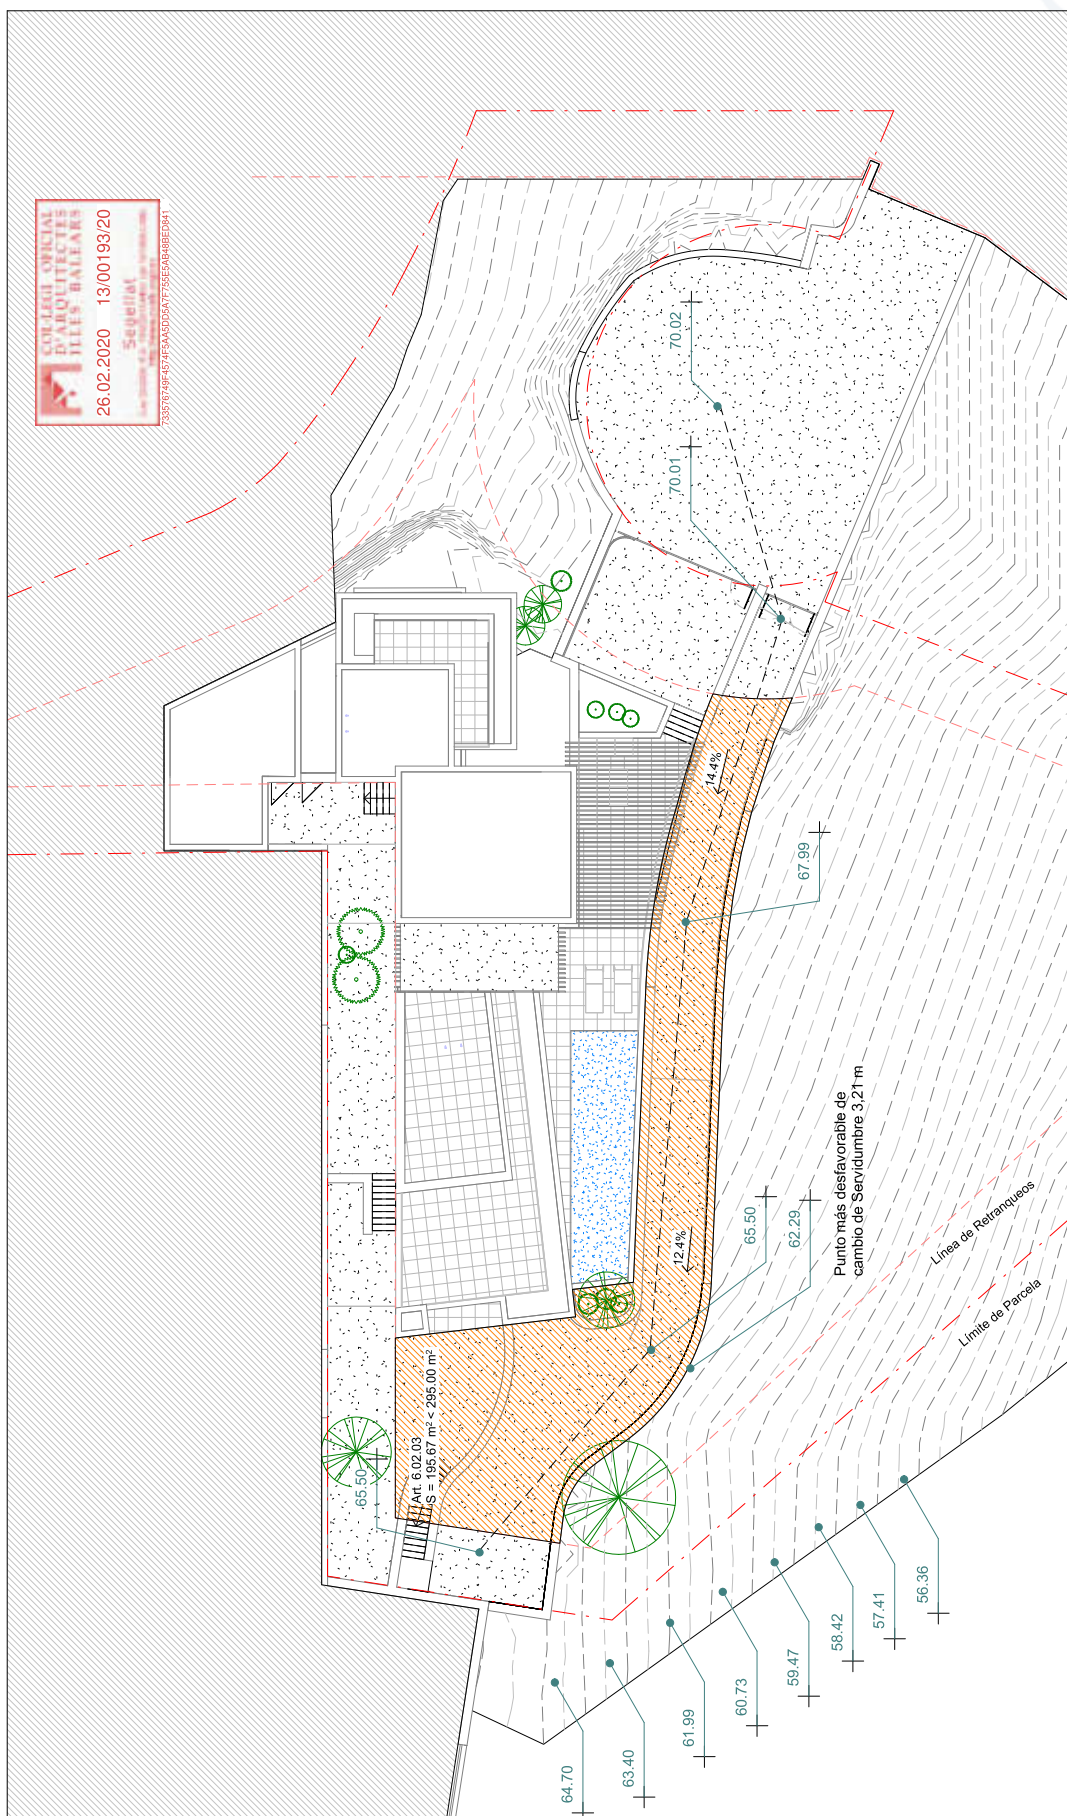 COL·LEGI OFICIAL
D'ARQUITECTES
ILLES BALEARS
26.02.2020 13/00193/20
Segellat
70.02
70.01
14.4%
67.99
12.4%
65.50
62.29
Punto más desfavorable de
cambio de Servidumbre 3,21 m
Línea de Retranqueos
Límite de Parcela
Art. 6.02.03
S = 195.67 m² < 295.00 m²
65.50
64.70
63.40
61.99
60.73
59.47
58.42
57.41
56.36